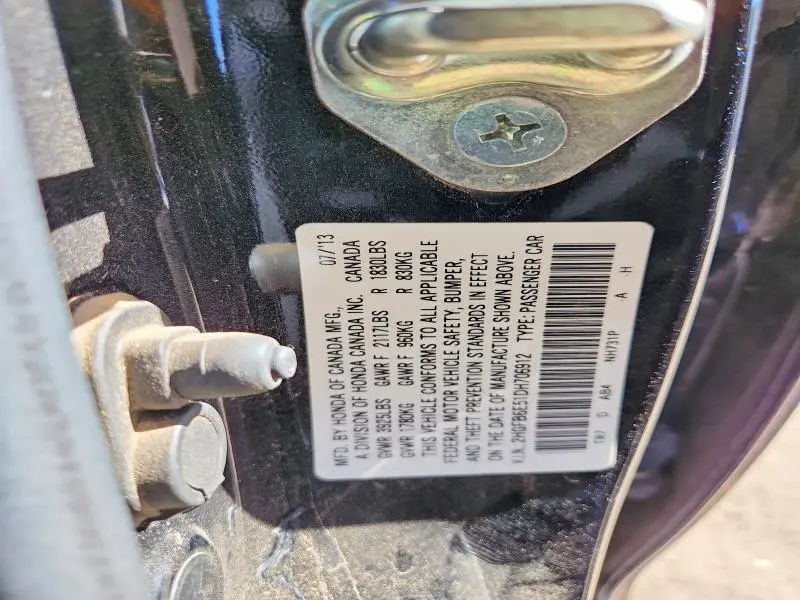 MFD. BY HONDA OF CANADA MFG., 07/13
A DIVISION OF HONDA CANADA INC. CANADA
GVWR 3925LBS GAWR F 2117LBS R 1830LBS
GVWR 1780KG GAWR F 960KG R 830KG
THIS VEHICLE CONFORMS TO ALL APPLICABLE
FEDERAL MOTOR VEHICLE SAFETY, BUMPER,
AND THEFT PREVENTION STANDARDS IN EFFECT
ON THE DATE OF MANUFACTURE SHOWN ABOVE.
V.I.N. 2HGFB6E51DH706912 TYPE: PASSENGER CAR
TR7 D AB4 NH731P -A -H